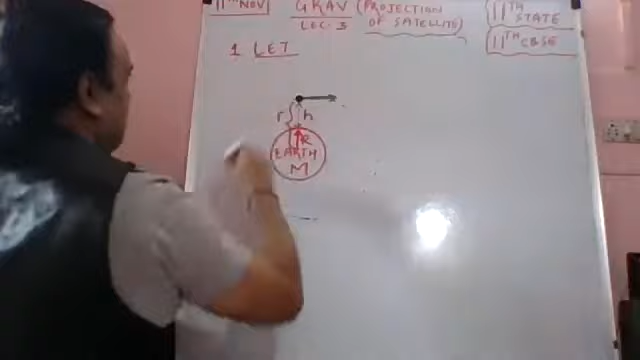 11TH NOV
GRAV (PROJECTION
OF SATELLITE)
LEC. 3
11TH STATE
11TH CBSE
1 LET
r h
R
EARTH
M